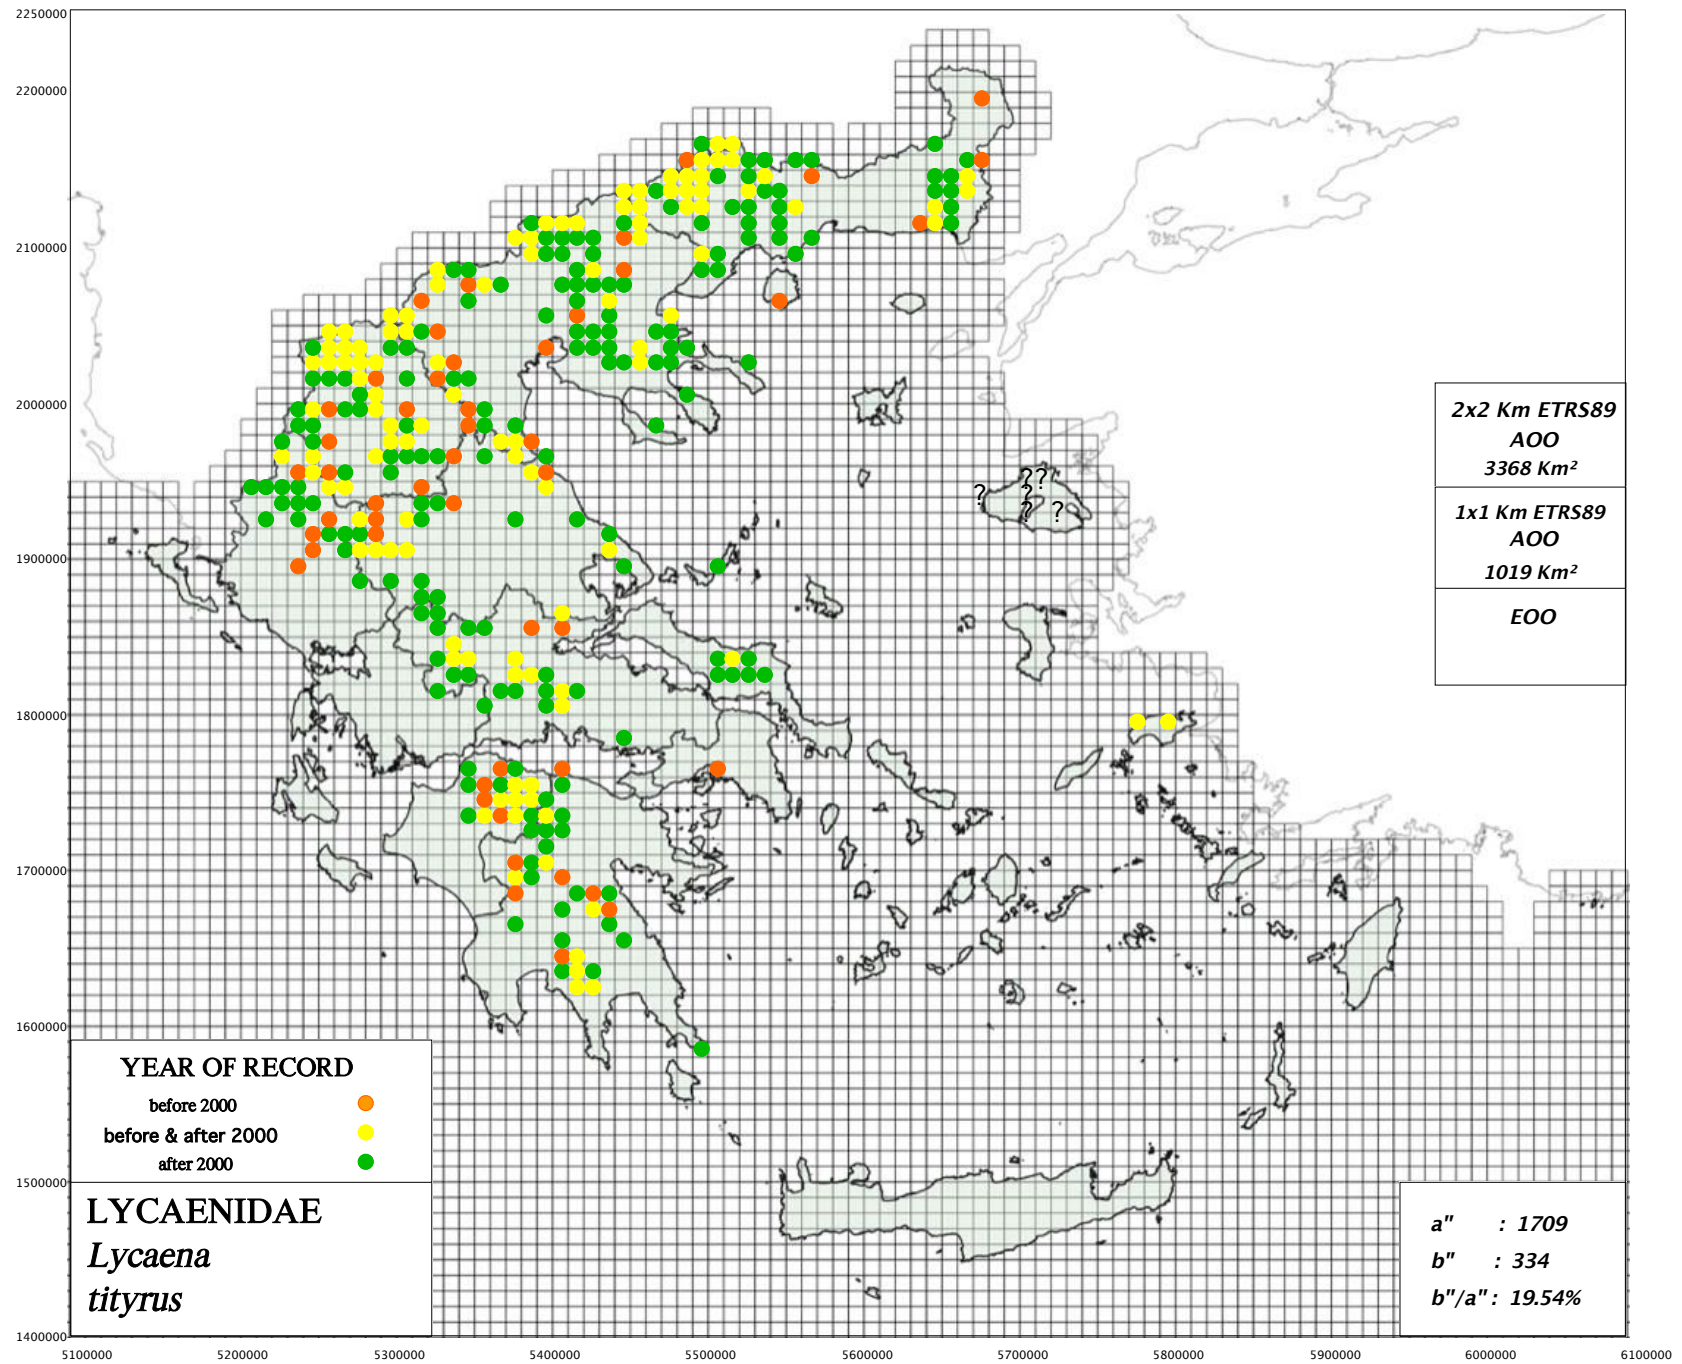 2250000
2200000
2100000
2000000
1900000
1800000
1700000
1600000
1500000
1400000
5100000 5200000 5300000 5400000 5500000 5600000 5700000 5800000 5900000 6000000 6100000
? ?
? ?
? ?
2x2 Km ETRS89
AOO
3368 Km²
1x1 Km ETRS89
AOO
1019 Km²
EOO
YEAR OF RECORD
before 2000
before & after 2000
after 2000
LYCAENIDAE
Lycaena
tityrus
a" : 1709
b" : 334
b"/a" : 19.54%